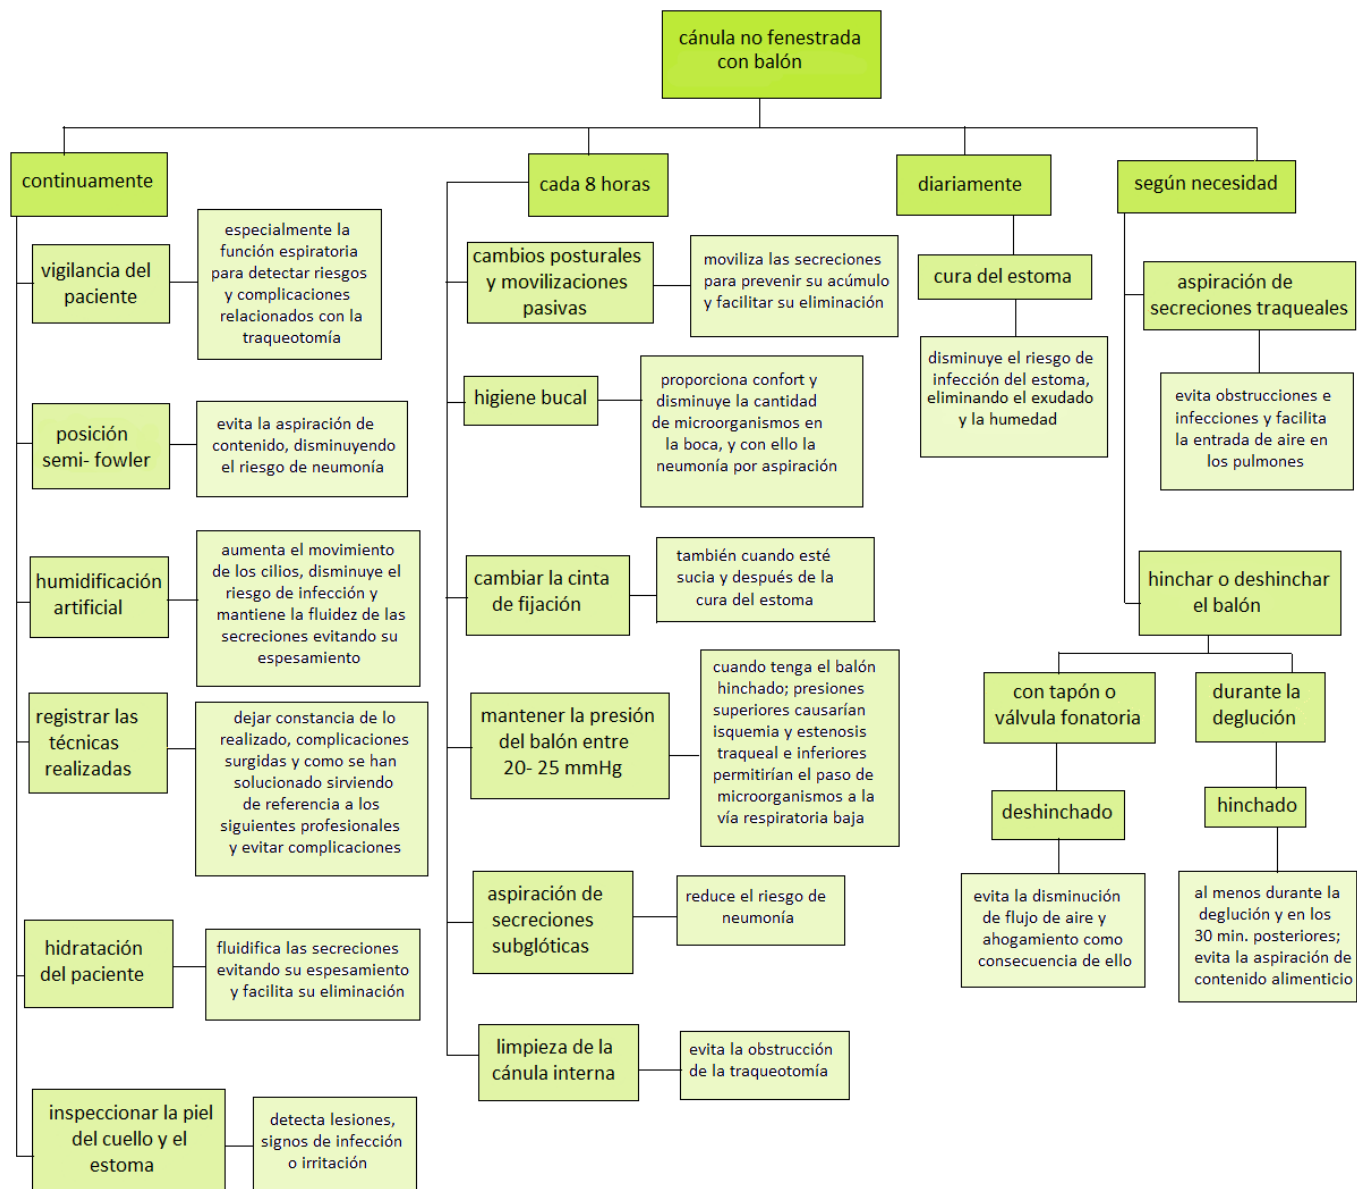 cánula no fenestrada
con balón
continuamente
vigilancia del
paciente
especialmente la
función espiratoria
para detectar riesgos
y complicaciones
relacionados con la
traqueotomía
posición
semi- fowler
evita la aspiración de
contenido, disminuyendo
el riesgo de neumonía
humidificación
artificial
aumenta el movimiento
de los cilios, disminuye el
riesgo de infección y
mantiene la fluidez de las
secreciones evitando su
espesamiento
registrar las
técnicas
realizadas
dejar constancia de lo
realizado, complicaciones
surgidas y como se han
solucionado sirviendo
de referencia a los
siguientes profesionales
y evitar complicaciones
hidratación
del paciente
fluidifica las secreciones
evitando su espesamiento
y facilita su eliminación
inspeccionar la piel
del cuello y el
estoma
detecta lesiones,
signos de infección
o irritación
cada 8 horas
cambios posturales
y movilizaciones
pasivas
moviliza las secreciones
para prevenir su acúmulo
y facilitar su eliminación
higiene bucal
proporciona confort y
disminuye la cantidad
de microorganismos en
la boca, y con ello la
neumonía por aspiración
cambiar la cinta
de fijación
también cuando esté
sucia y después de la
cura del estoma
mantener la presión
del balón entre
20- 25 mmHg
cuando tenga el balón
hinchado; presiones
superiores causarían
isquemia y estenosis
traqueal e inferiores
permitirían el paso de
microorganismos a la
vía respiratoria baja
aspiración de
secreciones
subglóticas
reduce el riesgo de
neumonía
limpieza de la
cánula interna
evita la obstrucción
de la traqueotomía
diariamente
cura del estoma
disminuye el riesgo de
infección del estoma,
eliminando el exudado
y la humedad
según necesidad
aspiración de
secreciones traqueales
evita obstrucciones e
infecciones y facilita
la entrada de aire en
los pulmones
hinchar o deshinchar
el balón
con tapón o
válvula fonatoria
deshinchado
evita la disminución
de flujo de aire y
ahogamiento como
consecuencia de ello
durante la
deglución
hinchado
al menos durante la
deglución y en los
30 min. posteriores;
evita la aspiración de
contenido alimenticio